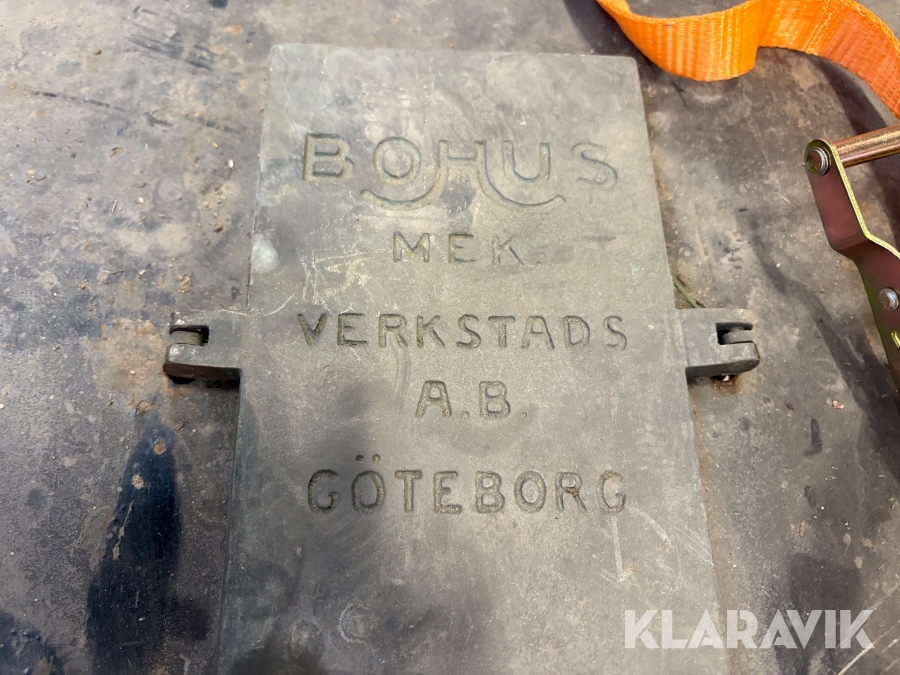 BOHUS
MEK.
VERKSTADS
A.B.
GÖTEBORG
KLARAVIK